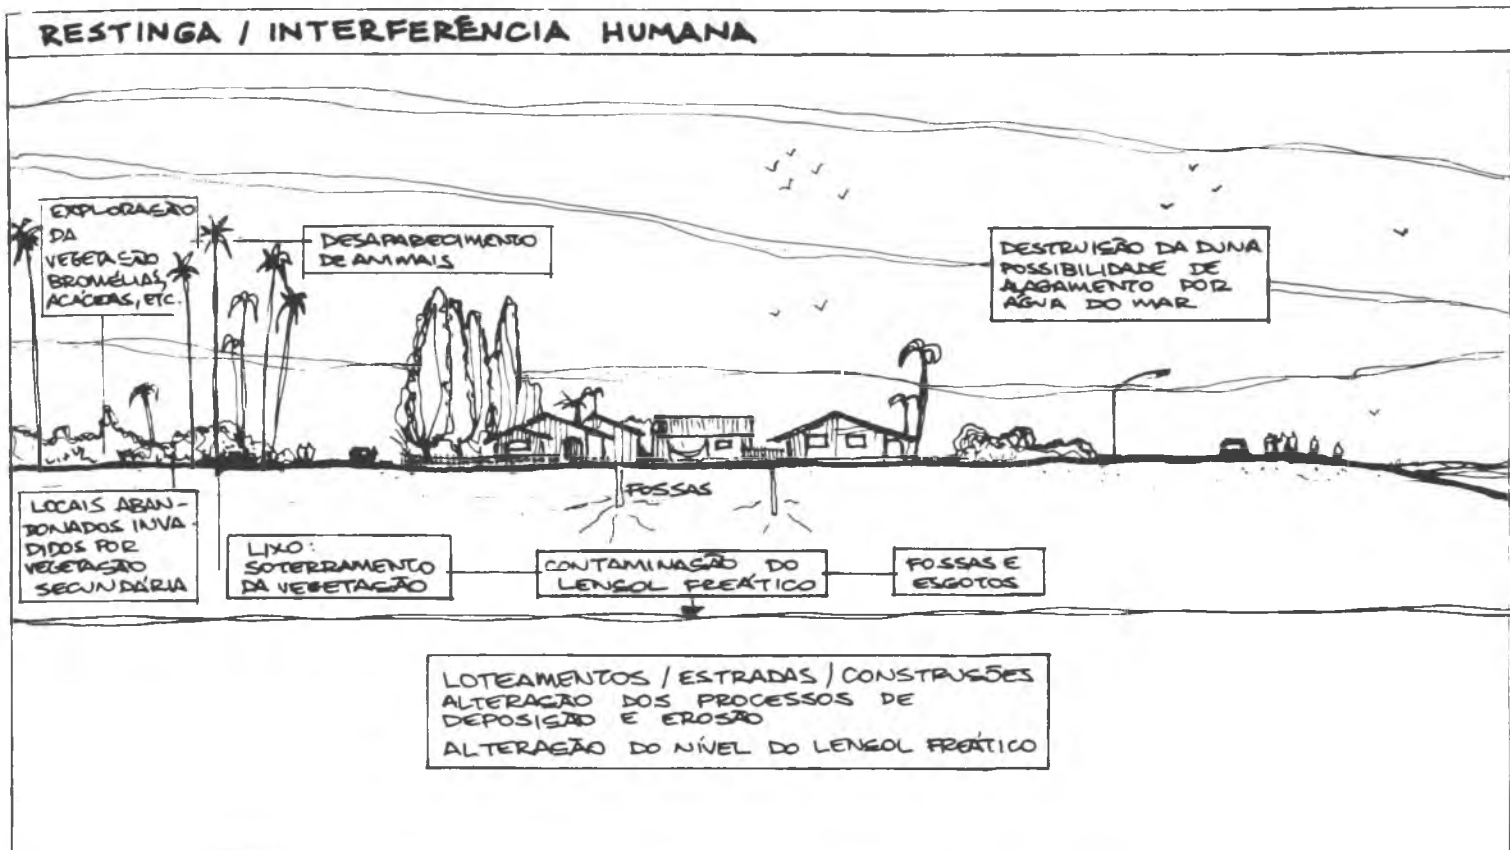 RESTINGA / INTERFERÊNCIA HUMANA
EXPLORAÇÃO
DA
VEGETAÇÃO
BROMÉLIAS,
ACÁCEAS, ETC.
DESAPARECIMENTO
DE ANIMAIS
DESTRUIÇÃO DA DUNA
POSSIBILIDADE DE
ALAGAMENTO POR
ÁGUA DO MAR
FOSSAS
LOCAIS ABAN-
DONADOS INVA
DIDOS POR
VEGETAÇÃO
SECUNDÁRIA
LIXO:
SOTERRAMENTO
DA VEGETAÇÃO
CONTAMINAÇÃO DO
LENÇOL FREÁTICO
FOSSAS E
ESGOTOS
LOTEAMENTOS / ESTRADAS / CONSTRUÇÕES
ALTERAÇÃO DOS PROCESSOS DE
DEPOSIÇÃO E EROSÃO
ALTERAÇÃO DO NÍVEL DO LENÇOL FREÁTICO